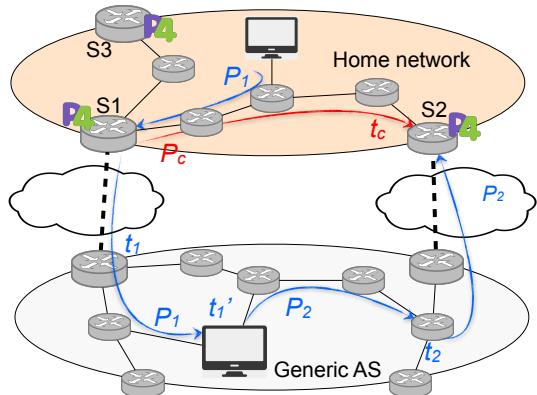 P4
S3
Home network
P1
S1
P4
S2
P4
tc
Pc
P2
t1
t1’
P1
P2
t2
Generic AS